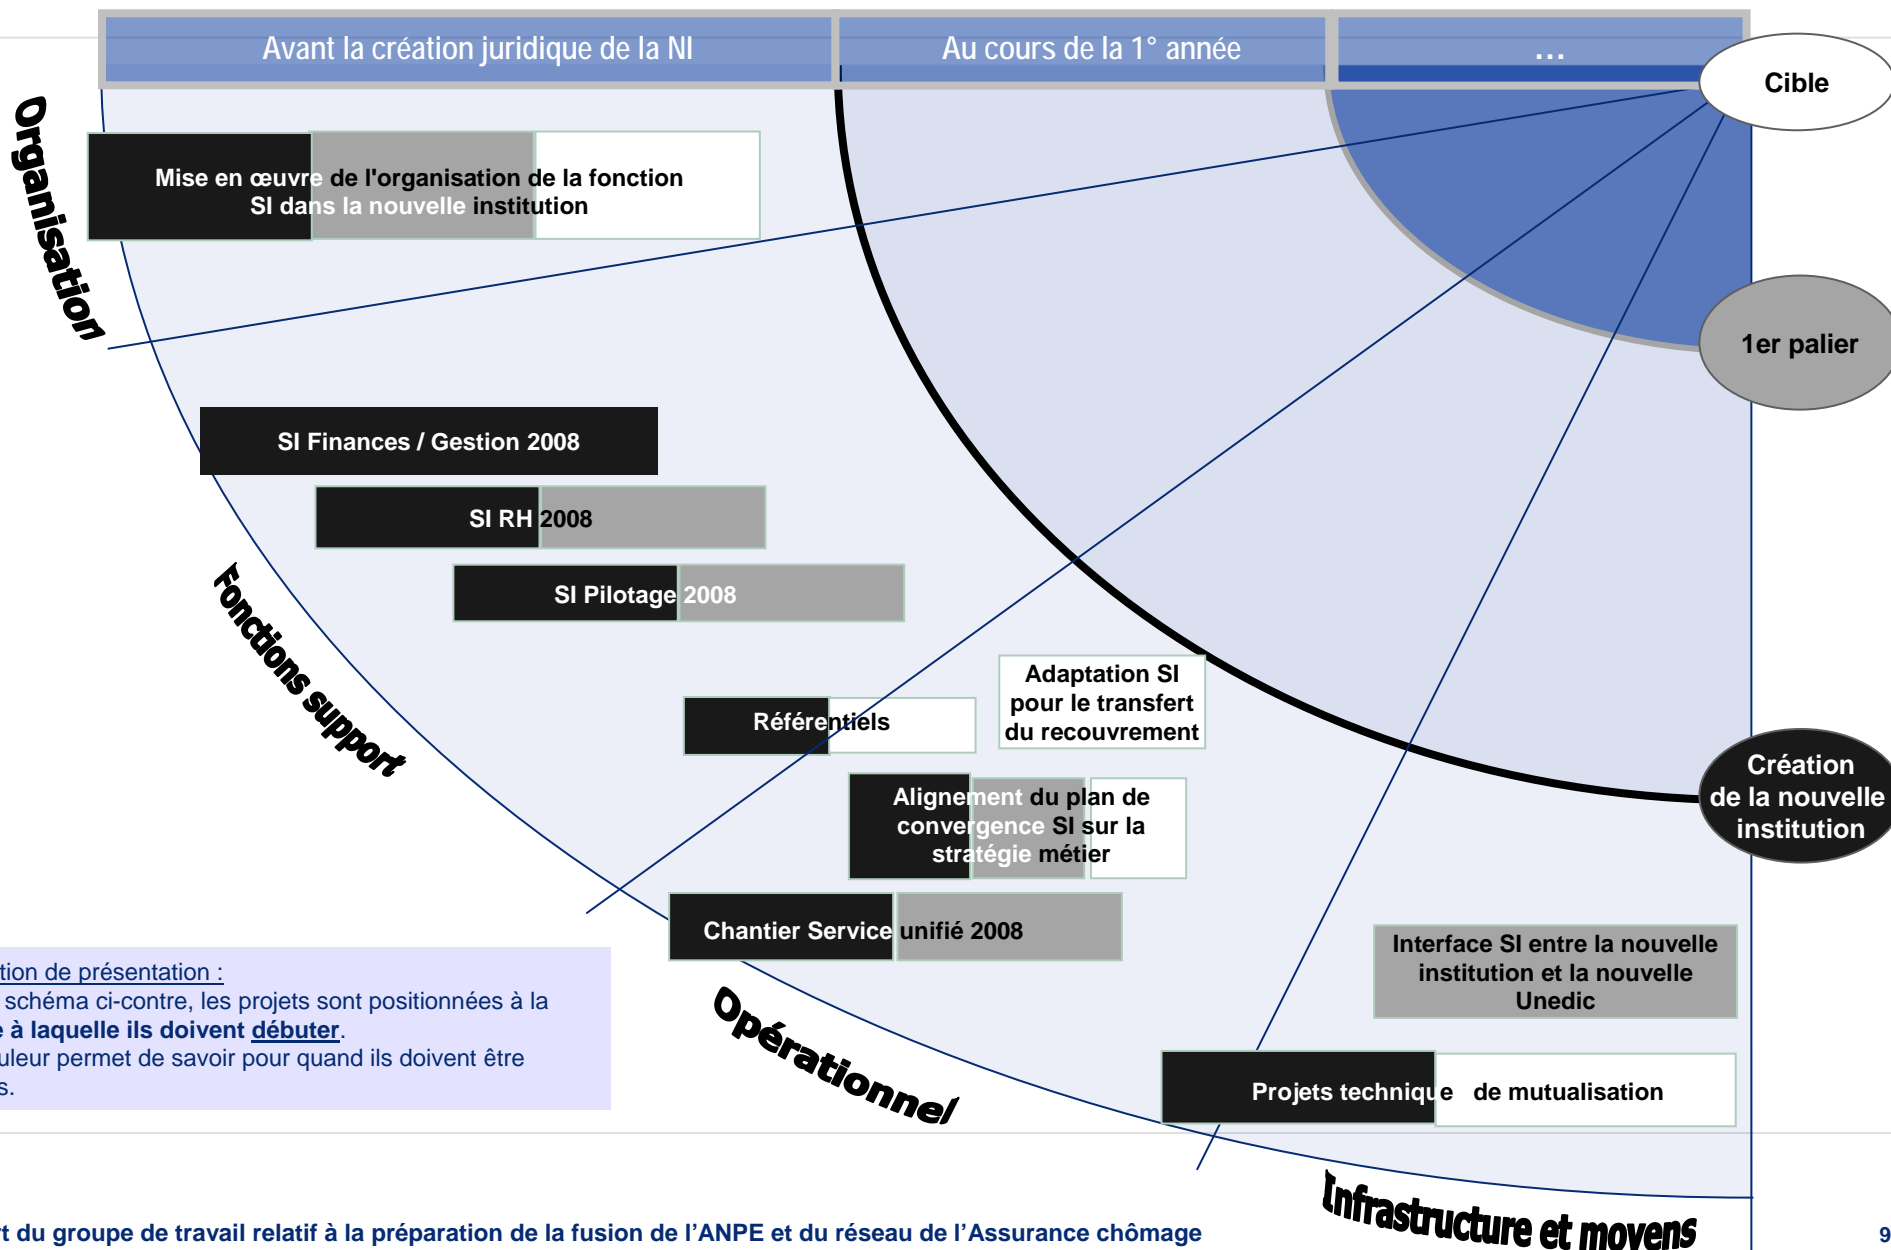 Avant la création juridique de la NI
Au cours de la 1° année
...
Cible
Organisation
Mise en œuvre de l'organisation de la fonction
SI dans la nouvelle institution
1er palier
SI Finances / Gestion 2008
SI RH 2008
SI Pilotage 2008
Fonctions support
Adaptation SI
pour le transfert
du recouvrement
Référentiels
Création
de la nouvelle
institution
Alignement du plan de
convergence SI sur la
stratégie métier
Chantier Service unifié 2008
Interface SI entre la nouvelle
institution et la nouvelle
Unedic
tion de présentation :
schéma ci-contre, les projets sont positionnées à la
e à laquelle ils doivent débuter.
uleur permet de savoir pour quand ils doivent être
s.
Opérationnel
Projets technique de mutualisation
Infrastructure et moyens
rt du groupe de travail relatif à la préparation de la fusion de l'ANPE et du réseau de l'Assurance chômage
9